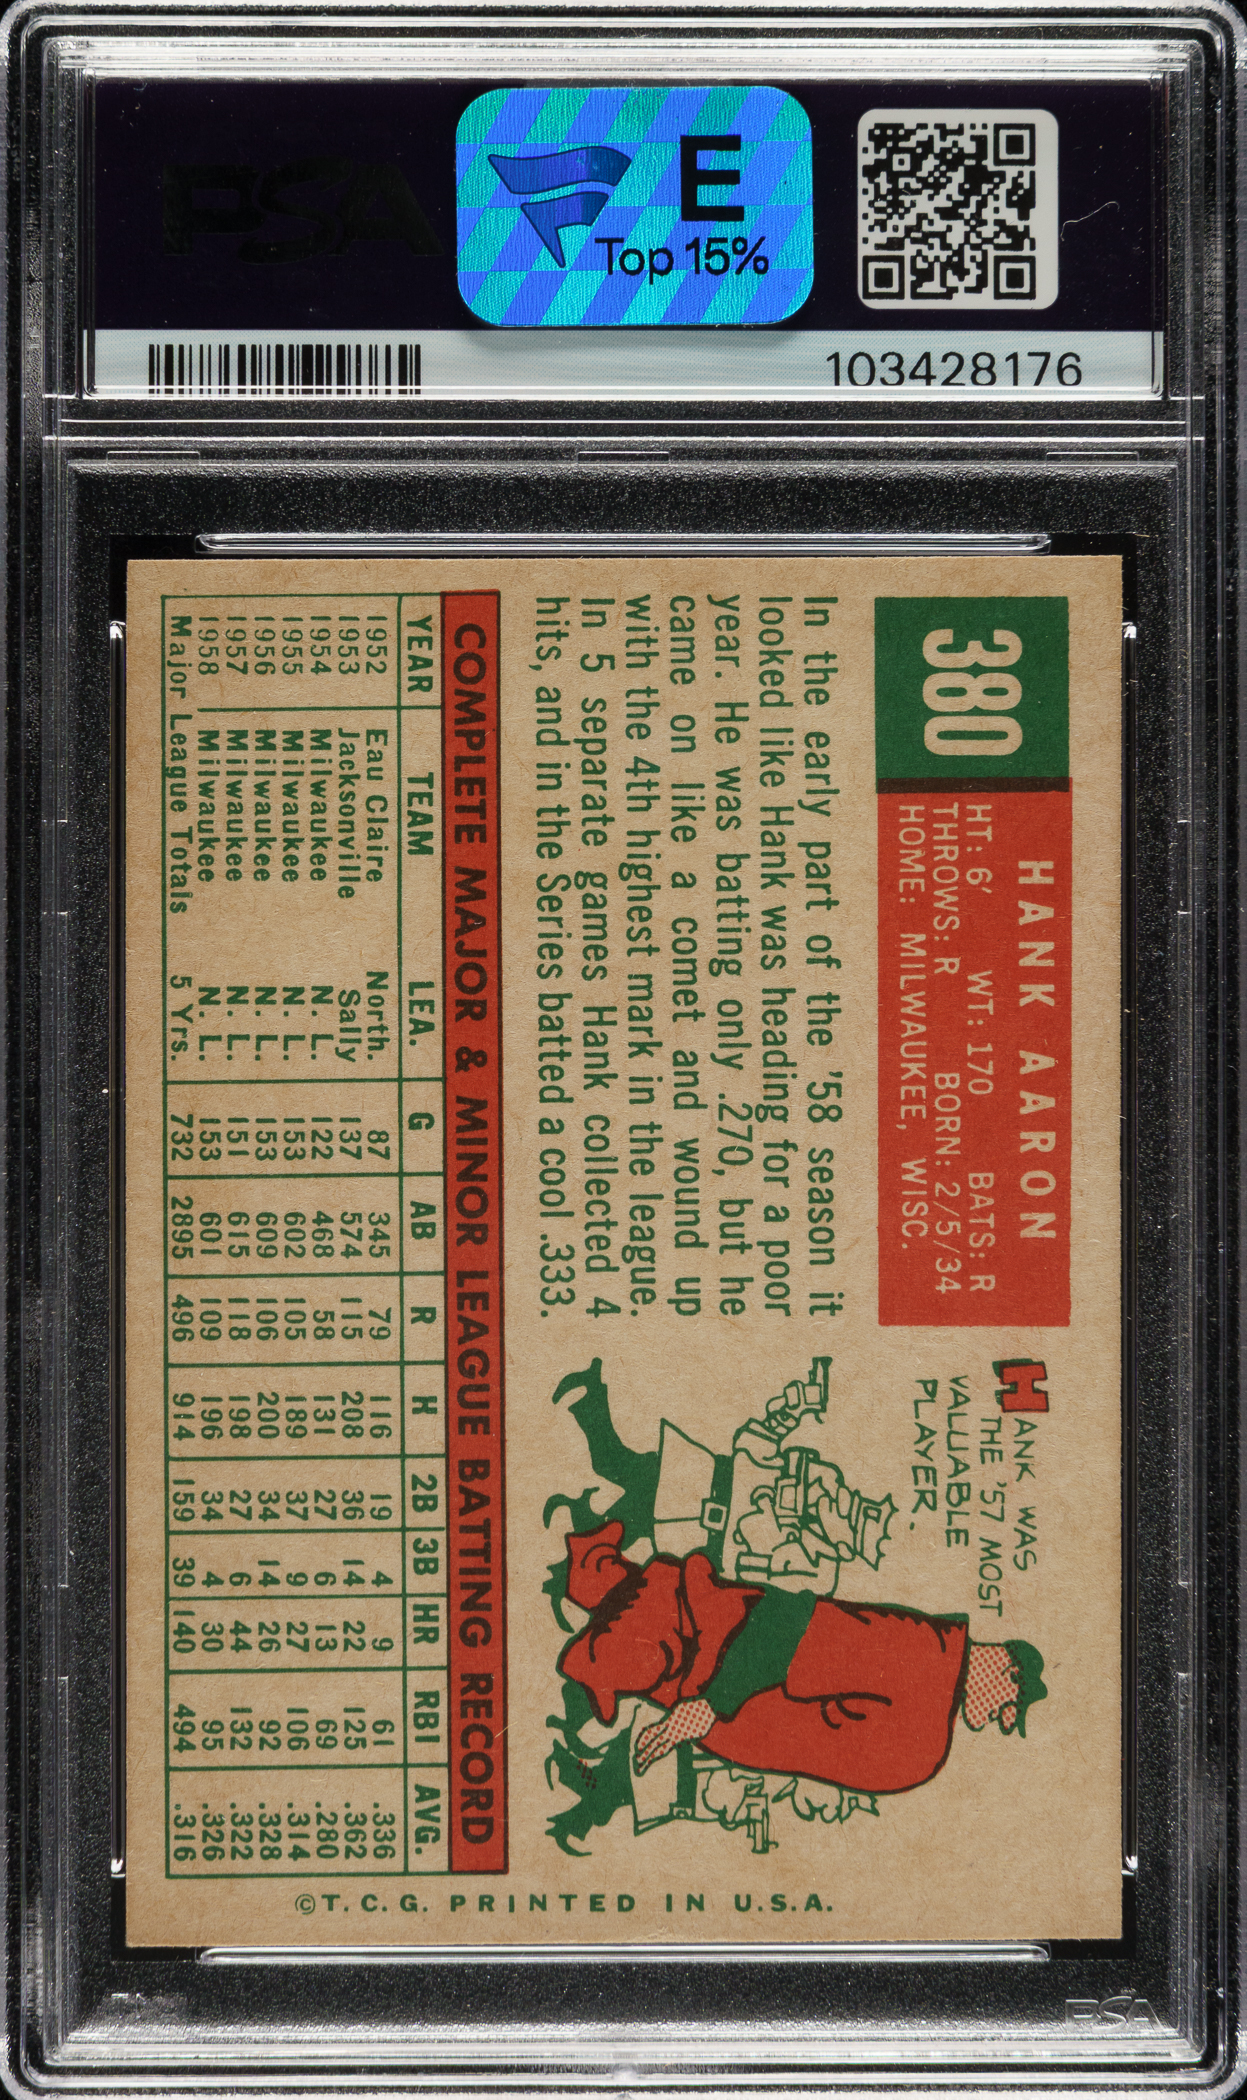 PSA
E
Top 15%
103428176
380
HANK AARON
HT: 6' WT: 170 BATS: R
THROWS: R BORN: 2/5/34
HOME: MILWAUKEE, WISC.
HANK WAS
THE '57 MOST
VALUABLE
PLAYER.
In the early part of the '58 season it
looked like Hank was heading for a poor
year. He was batting only .270, but he
came on like a comet and wound up
with the 4th highest mark in the league.
In 5 separate games Hank collected 4
hits, and in the Series batted a cool .333.
COMPLETE MAJOR & MINOR LEAGUE BATTING RECORD
YEAR TEAM LEA. G AB R H 2B 3B HR RBI AVG.
1952 Eau Claire North. 87 345 79 116 19 4 9 61 .336
1953 Jacksonville Sally 137 574 115 208 36 14 22 125 .362
1954 Milwaukee N. L. 122 468 58 131 27 6 13 69 .280
1955 Milwaukee N. L. 153 602 105 189 37 9 27 106 .314
1956 Milwaukee N. L. 153 609 106 200 34 14 26 92 .328
1957 Milwaukee N. L. 151 615 118 198 27 6 44 132 .322
1958 Milwaukee N. L. 153 601 109 196 34 4 30 95 .326
Major League Totals 5 Yrs. 732 2895 496 914 159 39 140 494 .316
©T. C. G. PRINTED IN U.S.A.
PSA